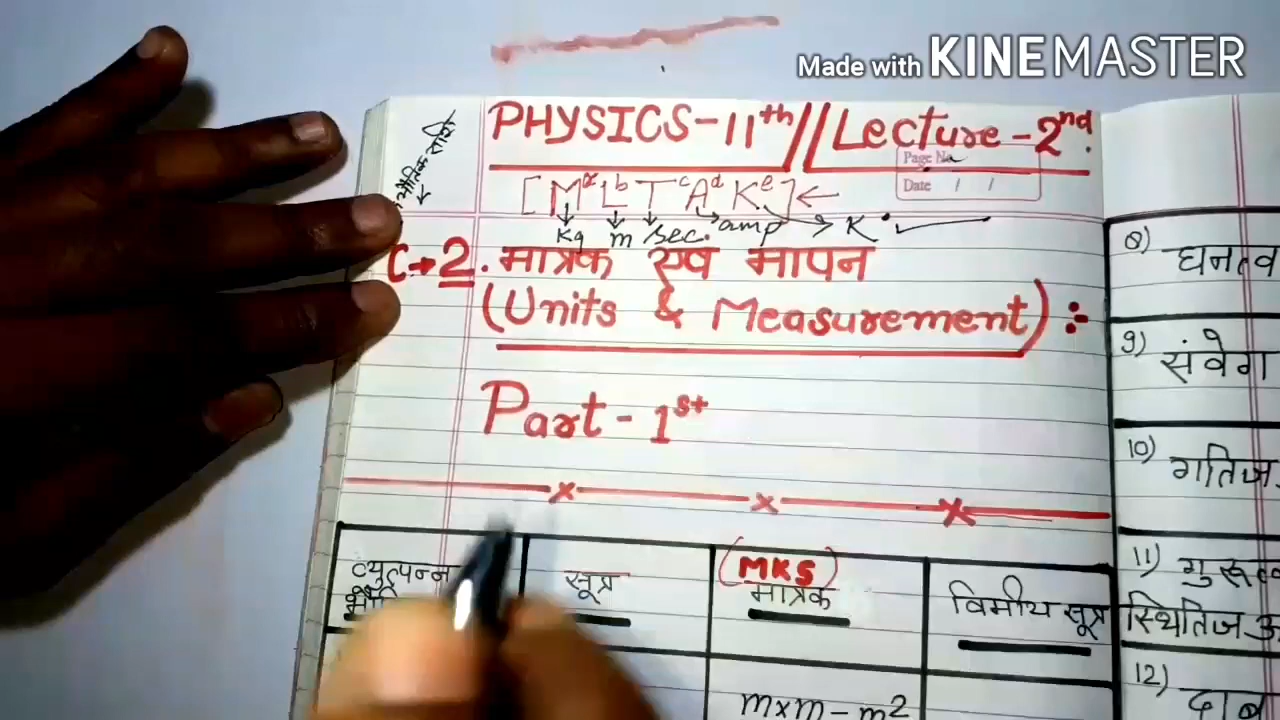 Made with KINEMASTER
PHYSICS-11th // Lecture-2nd.
Page No.
Date / /
भौतिक राशि
[MᵃLᵇTᶜAᵈKᵉ] ←
kg m /sec. amp → K
C→2. मात्रक एवं मापन
(Units & Measurement) :-
Part - 1st
व्युत्पन्न
सूत्र
(MKS)
मात्रक
विमीय सूत्र
m×m - m²
8) घनत्व
9) संवेग
10) गतिज
11) गुरुत्व
स्थितिज
12) दाब